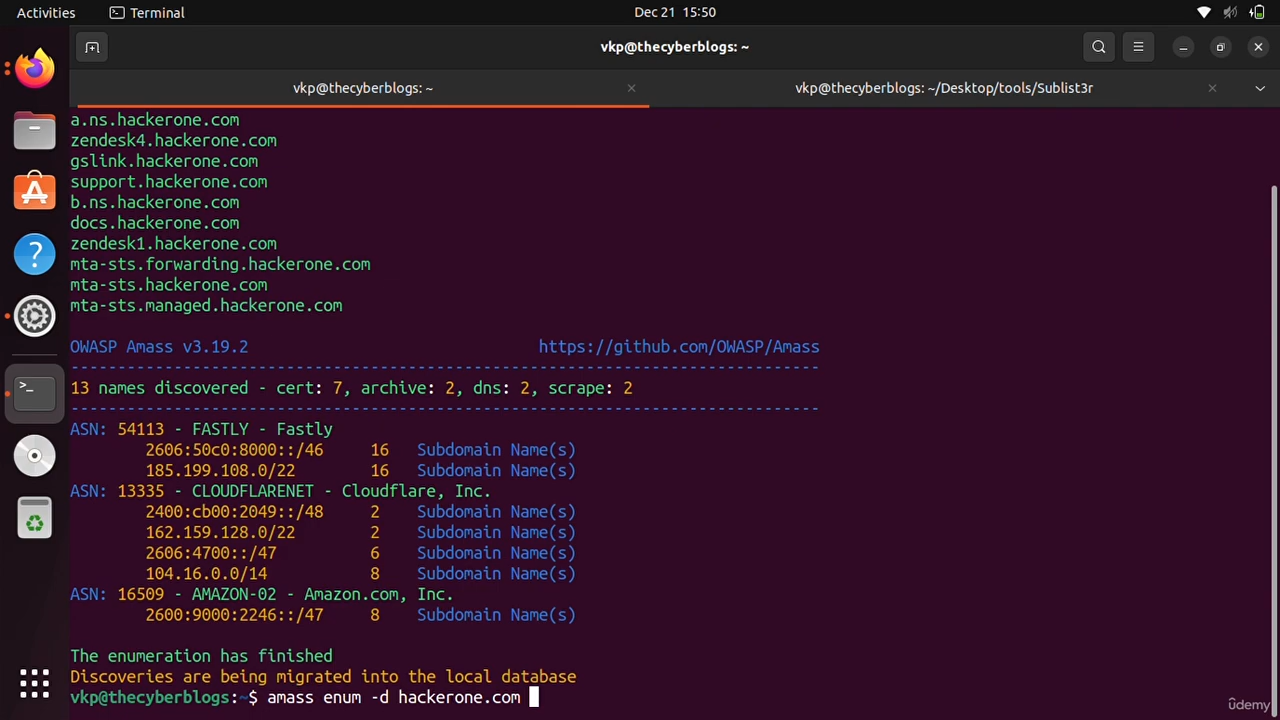 Activities Terminal Dec 21 15:50
vkp@thecyberblogs: ~
vkp@thecyberblogs: ~ vkp@thecyberblogs: ~/Desktop/tools/Sublist3r
a.ns.hackerone.com
zendesk4.hackerone.com
gslink.hackerone.com
support.hackerone.com
b.ns.hackerone.com
docs.hackerone.com
zendesk1.hackerone.com
mta-sts.forwarding.hackerone.com
mta-sts.hackerone.com
mta-sts.managed.hackerone.com
OWASP Amass v3.19.2 https://github.com/OWASP/Amass
--------------------------------------------------------------------------------
13 names discovered - cert: 7, archive: 2, dns: 2, scrape: 2
--------------------------------------------------------------------------------
ASN: 54113 - FASTLY - Fastly
2606:50c0:8000::/46 16 Subdomain Name(s)
185.199.108.0/22 16 Subdomain Name(s)
ASN: 13335 - CLOUDFLARENET - Cloudflare, Inc.
2400:cb00:2049::/48 2 Subdomain Name(s)
162.159.128.0/22 2 Subdomain Name(s)
2606:4700::/47 6 Subdomain Name(s)
104.16.0.0/14 8 Subdomain Name(s)
ASN: 16509 - AMAZON-02 - Amazon.com, Inc.
2600:9000:2246::/47 8 Subdomain Name(s)
The enumeration has finished
Discoveries are being migrated into the local database
vkp@thecyberblogs:~$ amass enum -d hackerone.com
udemy